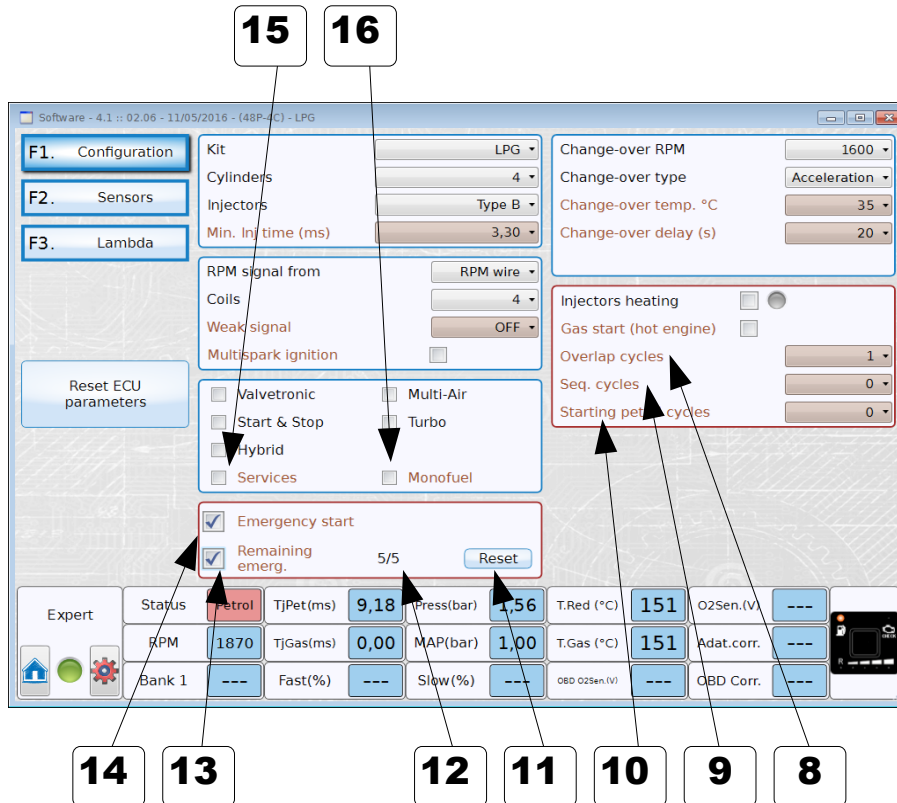 15 16
Software - 4.1 :: 02.06 - 11/05/2016 - (48P-4C) - LPG
F1. Configuration
F2. Sensors
F3. Lambda
Reset ECU
parameters
Kit LPG
Cylinders 4
Injectors Type B
Min. Inj time (ms) 3,30
RPM signal from RPM wire
Coils 4
Weak signal OFF
Multispark ignition
Valvetronic Multi-Air
Start & Stop Turbo
Hybrid
Services Monofuel
Emergency start
Remaining
emerg. 5/5 Reset
Change-over RPM 1600
Change-over type Acceleration
Change-over temp. °C 35
Change-over delay (s) 20
Injectors heating
Gas start (hot engine)
Overlap cycles 1
Seq. cycles 0
Starting petrol cycles 0
Expert
Status Petrol TjPet(ms) 9,18 Press(bar) 1,56 T.Red (°C) 151 O2Sen.(V) ---
RPM 1870 TjGas(ms) 0,00 MAP(bar) 1,00 T.Gas (°C) 151 Adat.corr. ---
Bank 1 --- Fast(%) --- Slow(%) --- OBD O2Sen.(V) --- OBD Corr. ---
CHECK
R
14 13 12 11 10 9 8